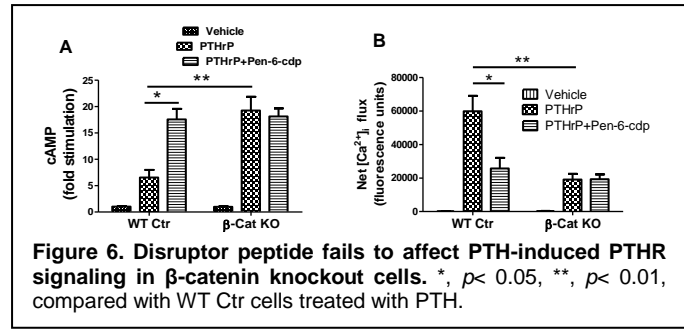 A
Vehicle
PTHrP
PTHrP+Pen-6-cdp
**
*
25
20
15
10
5
0
cAMP
(fold stimulation)
WT Ctr
β-Cat KO
B
**
*
Vehicle
PTHrP
PTHrP+Pen-6-cdp
80000
60000
40000
20000
0
Net [Ca²⁺]ᵢ flux
(fluorescence units)
WT Ctr
β-Cat KO
Figure 6. Disruptor peptide fails to affect PTH-induced PTHR
signaling in β-catenin knockout cells. *, p< 0.05, **, p< 0.01,
compared with WT Ctr cells treated with PTH.